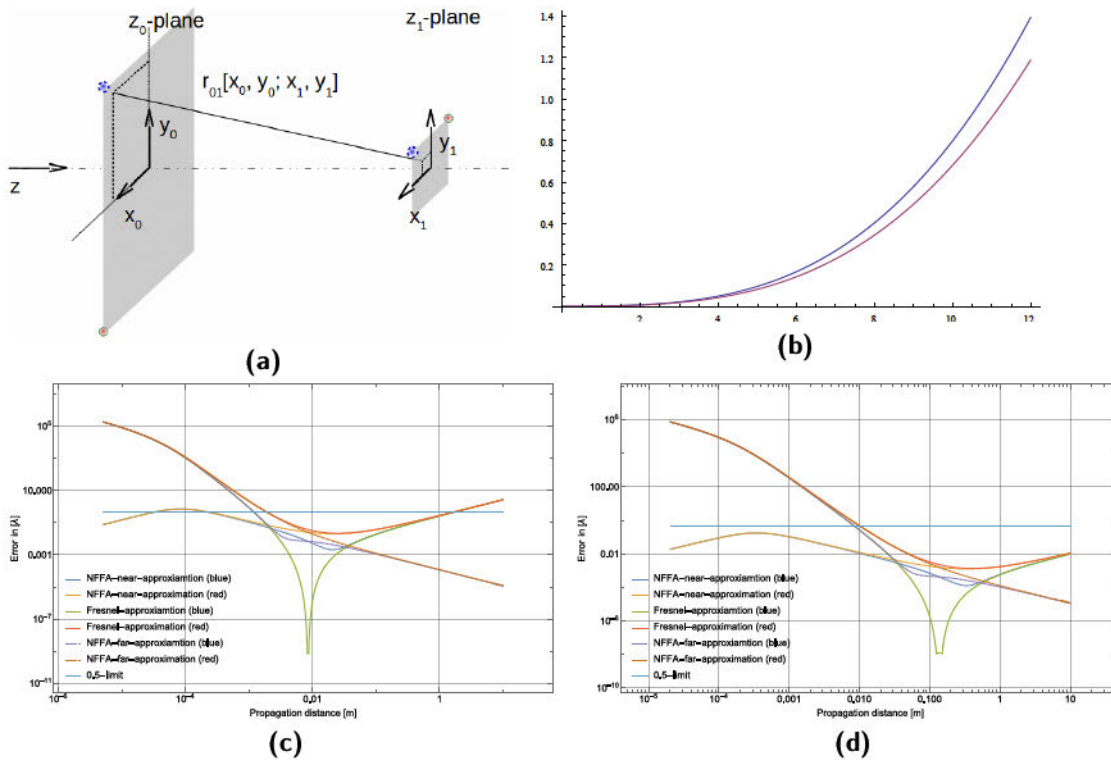 z0-plane
z1-plane
r01[x0, y0; x1, y1]
y0
y1
z
x0
x1
(a)
1.4
1.2
1.0
0.8
0.6
0.4
0.2
2
4
6
8
10
12
(b)
Error in [λ]
10^5
10.000
0.001
10^-7
10^-11
NFFA-near-approxiamtion (blue)
NFFA-near-approximation (red)
Fresnel-approxiamtion (blue)
Fresnel-approximation (red)
NFFA-far-approxiamtion (blue)
NFFA-far-approximation (red)
0.5-limit
0.01
1
Propagation distance [m]
(c)
Error in [λ]
100.00
0.01
10^-10
NFFA-near-approxiamtion (blue)
NFFA-near-approximation (red)
Fresnel-approxiamtion (blue)
Fresnel-approximation (red)
NFFA-far-approxiamtion (blue)
NFFA-far-approximation (red)
0.5-limit
10^-5
10^-4
0.001
0.010
0.100
1
10
Propagation distance [m]
(d)